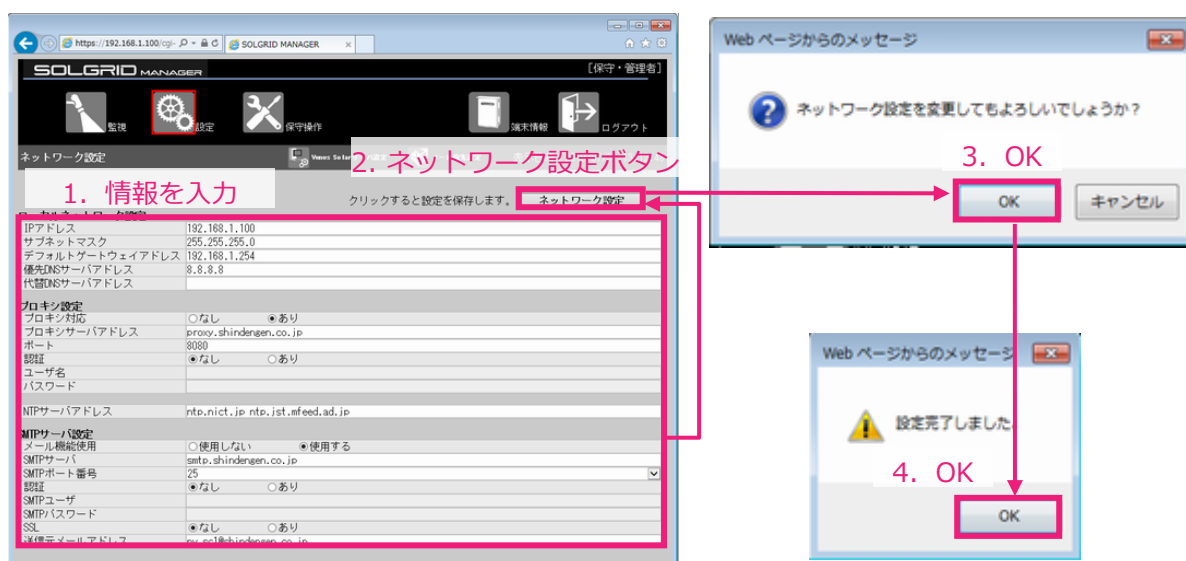 https://192.168.1.100/cgi-
SOLGRID MANAGER
SOLGRID MANAGER
[保守・管理者]
監視
設定
保守操作
端末情報
ログアウト
ネットワーク設定
2. ネットワーク設定ボタン
1. 情報を入力
クリックすると設定を保存します。
ネットワーク設定
IPアドレス 192.168.1.100
サブネットマスク 255.255.255.0
デフォルトゲートウェイアドレス 192.168.1.254
優先DNSサーバアドレス 8.8.8.8
代替DNSサーバアドレス
プロキシ設定
プロキシ対応 なし あり
プロキシサーバアドレス proxy.shindengen.co.jp
ポート 8080
認証 なし あり
ユーザ名
パスワード
NTPサーバアドレス ntp.nict.jp ntp.jst.mfeed.ad.jp
MTPサーバ設定
メール機能使用 使用しない 使用する
SMTPサーバ smtp.shindengen.co.jp
SMTPポート番号 25
認証 なし あり
SMTPユーザ
SMTPパスワード
SSL なし あり
送信元メールアドレス
Web ページからのメッセージ
ネットワーク設定を変更してもよろしいでしょうか?
3. OK
OK
キャンセル
Web ページからのメッセージ
設定完了しました。
4. OK
OK